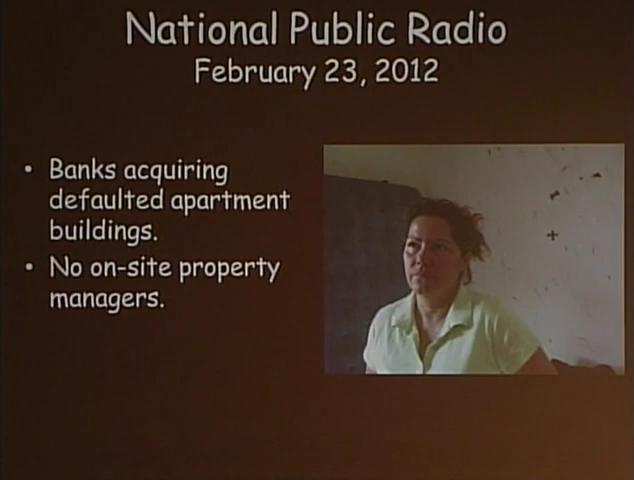 National Public Radio
February 23, 2012
• Banks acquiring
defaulted apartment
buildings.
• No on-site property
managers.